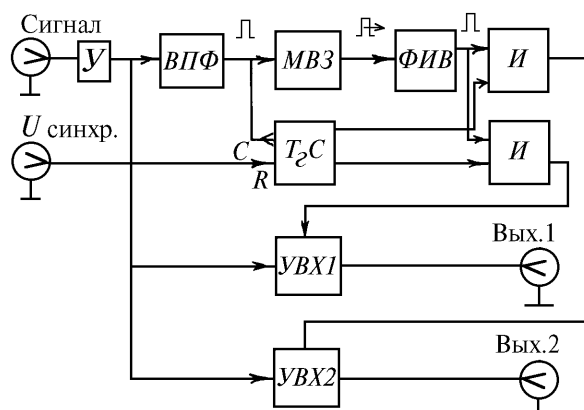 Сигнал
У
ВПФ
МВЗ
ФИВ
И
U синхр.
C
R
TгC
И
УВХ1
Вых.1
УВХ2
Вых.2